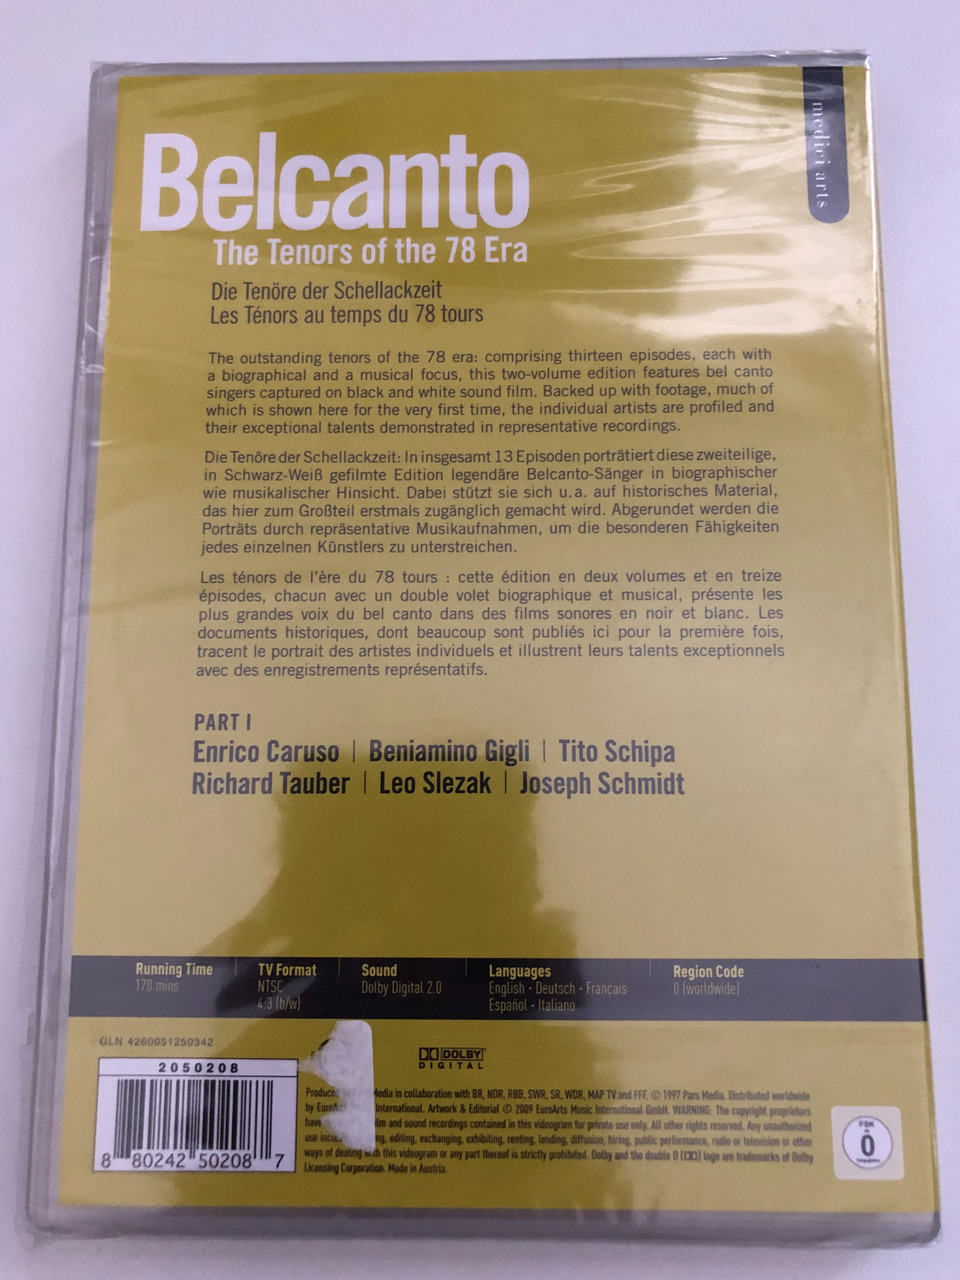 medici arts
Belcanto
The Tenors of the 78 Era
Die Tenöre der Schellackzeit
Les Ténors au temps du 78 tours
The outstanding tenors of the 78 era: comprising thirteen episodes, each with
a biographical and a musical focus, this two-volume edition features bel canto
singers captured on black and white sound film. Backed up with footage, much of
which is shown here for the very first time, the individual artists are profiled and
their exceptional talents demonstrated in representative recordings.
Die Tenöre der Schellackzeit: In insgesamt 13 Episoden porträtiert diese zweiteilige,
in Schwarz-Weiß gefilmte Edition legendäre Belcanto-Sänger in biographischer
wie musikalischer Hinsicht. Dabei stützt sie sich u.a. auf historisches Material,
das hier zum Großteil erstmals zugänglich gemacht wird. Abgerundet werden die
Porträts durch repräsentative Musikaufnahmen, um die besonderen Fähigkeiten
jedes einzelnen Künstlers zu unterstreichen.
Les ténors de l'ère du 78 tours : cette édition en deux volumes et en treize
épisodes, chacun avec un double volet biographique et musical, présente les
plus grandes voix du bel canto dans des films sonores en noir et blanc. Les
documents historiques, dont beaucoup sont publiés ici pour la première fois,
tracent le portrait des artistes individuels et illustrent leurs talents exceptionnels
avec des enregistrements représentatifs.
PART I
Enrico Caruso | Beniamino Gigli | Tito Schipa
Richard Tauber | Leo Slezak | Joseph Schmidt
Running Time
170 mins
TV Format
NTSC
4:3 (b/w)
Sound
Dolby Digital 2.0
Languages
English · Deutsch · Français
Español · Italiano
Region Code
0 (worldwide)
GLN 4260051250342
2050208
8 80242 50208 7
DOLBY
DIGITAL
Media in collaboration with BR, NDR, RBB, SWR, SR, WDR, MAP TV and FFF. © 1997 Pars Media. Distributed worldwide
by International. Artwork & Editorial © 2009 EuroArts Music International GmbH. WARNING: The copyright proprietors
have and sound recordings contained in this videogram for private use only. All other rights reserved. Any unauthorized
use editing, exchanging, exhibiting, renting, lending, diffusion, hiring, public performance, radio or television or other
ways of dealing with this videogram or any part thereof is strictly prohibited. Dolby and the double D logo are trademarks of Dolby
Licensing Corporation. Made in Austria.
FSK
0